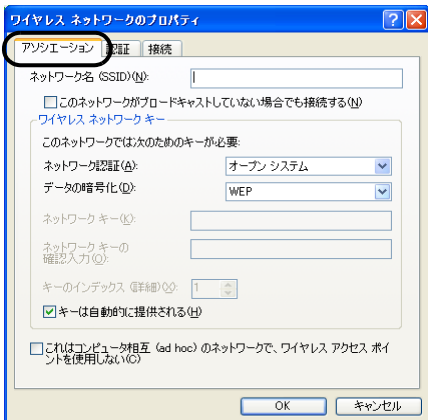 ワイヤレス ネットワークのプロパティ
アソシエーション 認証 接続
ネットワーク名 (SSID)(N):
このネットワークがブロードキャストしていない場合でも接続する(N)
ワイヤレス ネットワーク キー
このネットワークでは次のためのキーが必要:
ネットワーク認証(A): オープン システム
データの暗号化(D): WEP
ネットワーク キー(K):
ネットワーク キーの
確認入力(O):
キーのインデックス (詳細)(X): 1
キーは自動的に提供される(H)
これはコンピュータ相互 (ad hoc) のネットワークで、ワイヤレス アクセス ポイ
ントを使用しない(C)
OK キャンセル